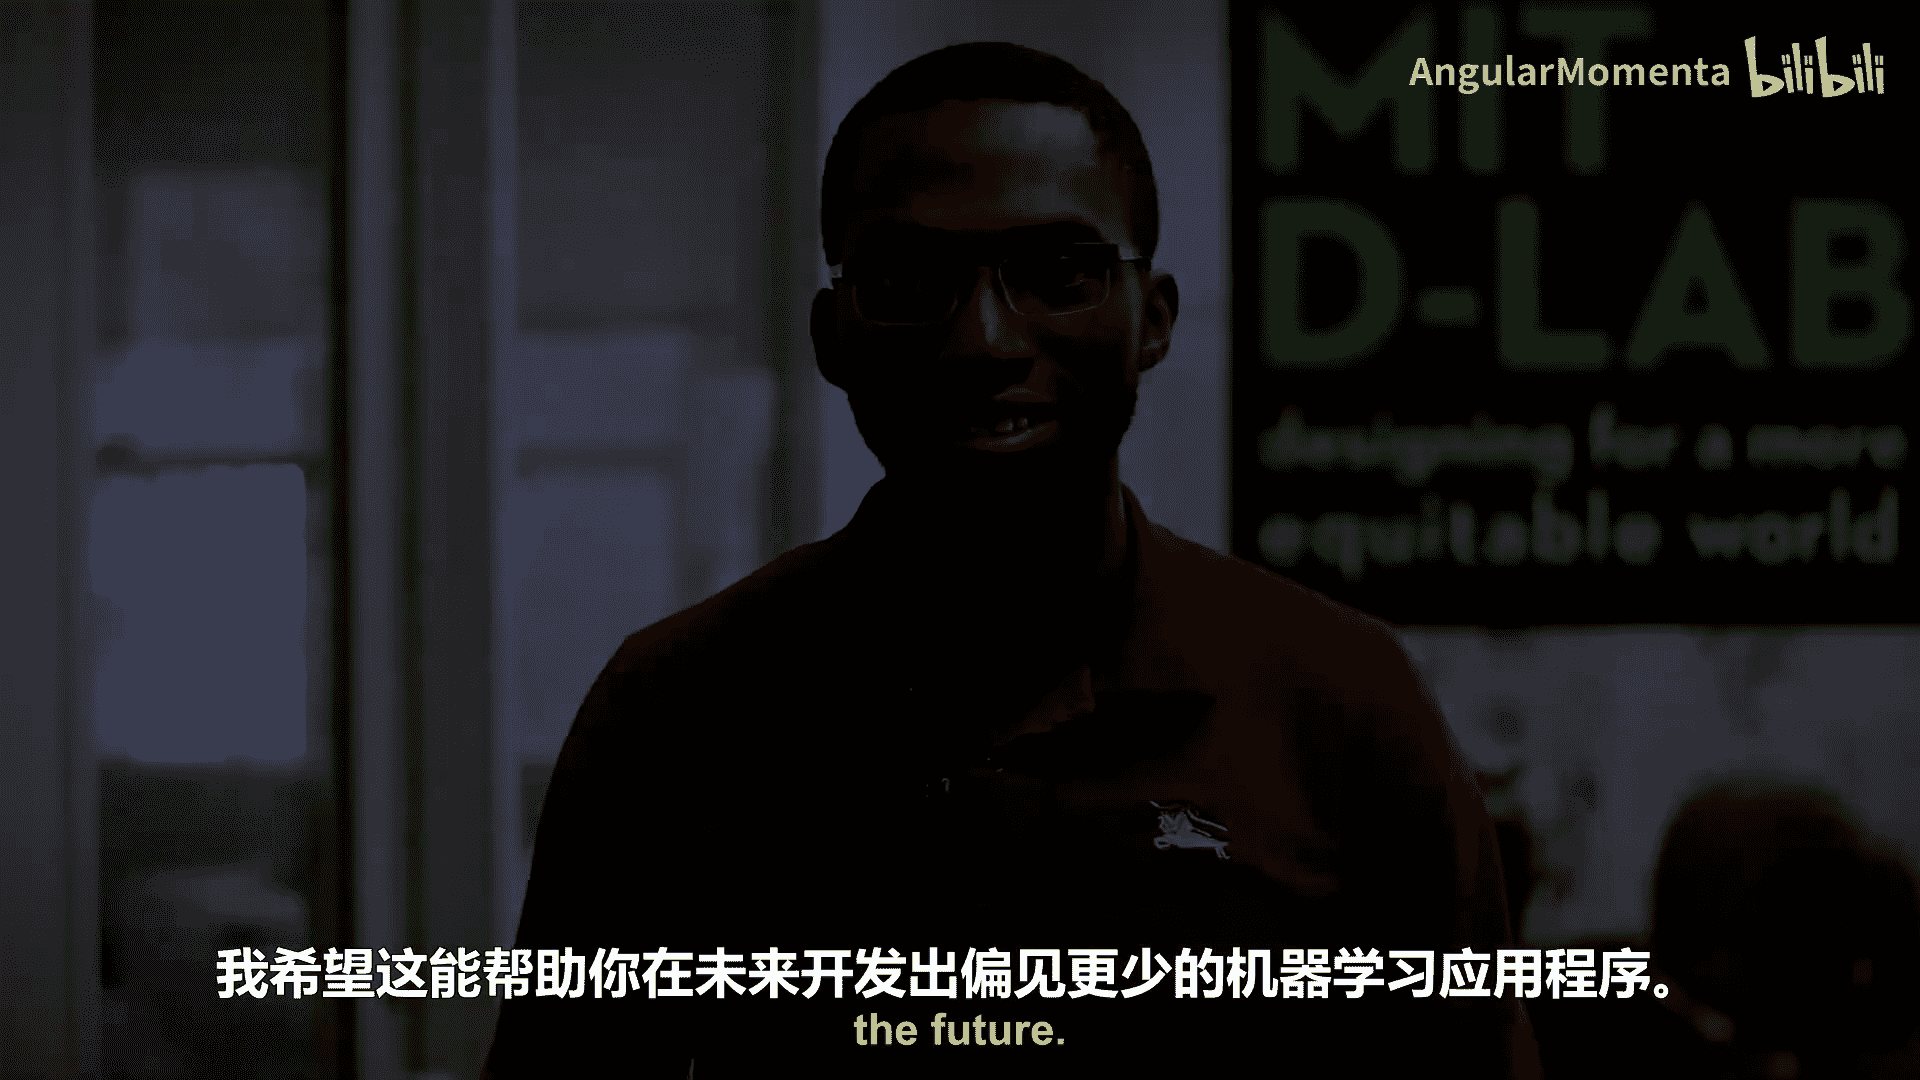 AngularMomenta bilibili
MIT
D-LAB
designing for a more
equitable world
我希望这能帮助你在未来开发出偏见更少的机器学习应用程序。
the future.